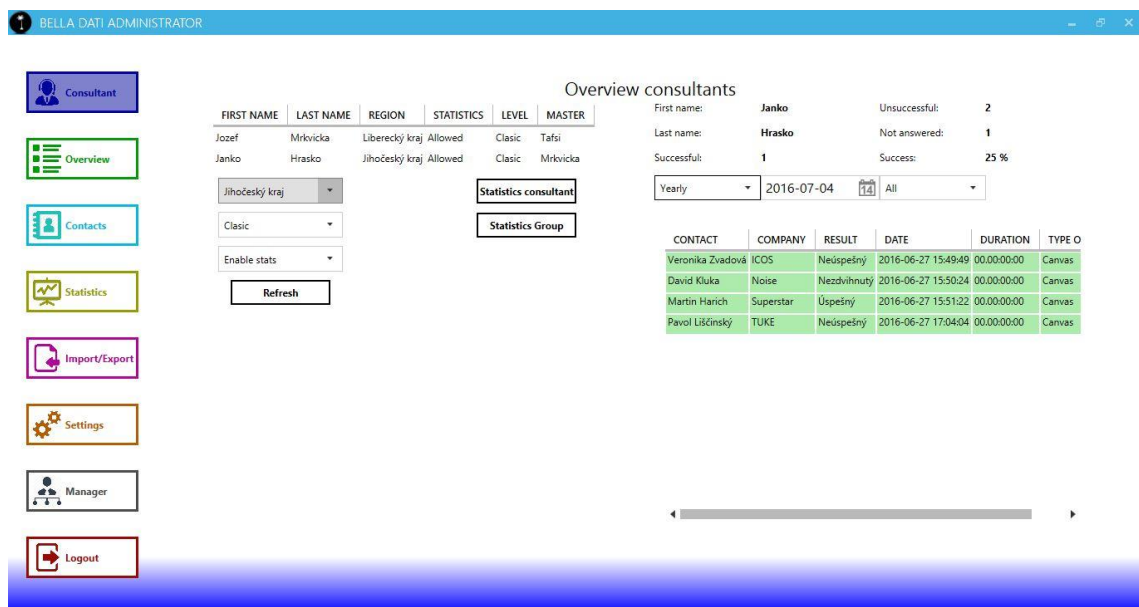 BELLA DATI ADMINISTRATOR
Consultant
Overview
Contacts
Statistics
Import/Export
Settings
Manager
Logout
Overview consultants
FIRST NAME LAST NAME REGION STATISTICS LEVEL MASTER
Jozef Mrkvicka Liberecký kraj Allowed Clasic Tafsi
Janko Hrasko Jihočeský kraj Allowed Clasic Mrkvicka
Jihočeský kraj
Clasic
Enable stats
Refresh
Statistics consultant
Statistics Group
First name: Janko Unsuccessful: 2
Last name: Hrasko Not answered: 1
Successful: 1 Success: 25 %
Yearly 2016-07-04 14 All
CONTACT COMPANY RESULT DATE DURATION TYPE O
Veronika Zvadová ICOS Neúspešný 2016-06-27 15:49:49 00.00:00:00 Canvas
David Kluka Noise Nezdvihnutý 2016-06-27 15:50:24 00.00:00:00 Canvas
Martin Harich Superstar Úspešný 2016-06-27 15:51:22 00.00:00:00 Canvas
Pavol Liščinský TUKE Neúspešný 2016-06-27 17:04:04 00.00:00:00 Canvas